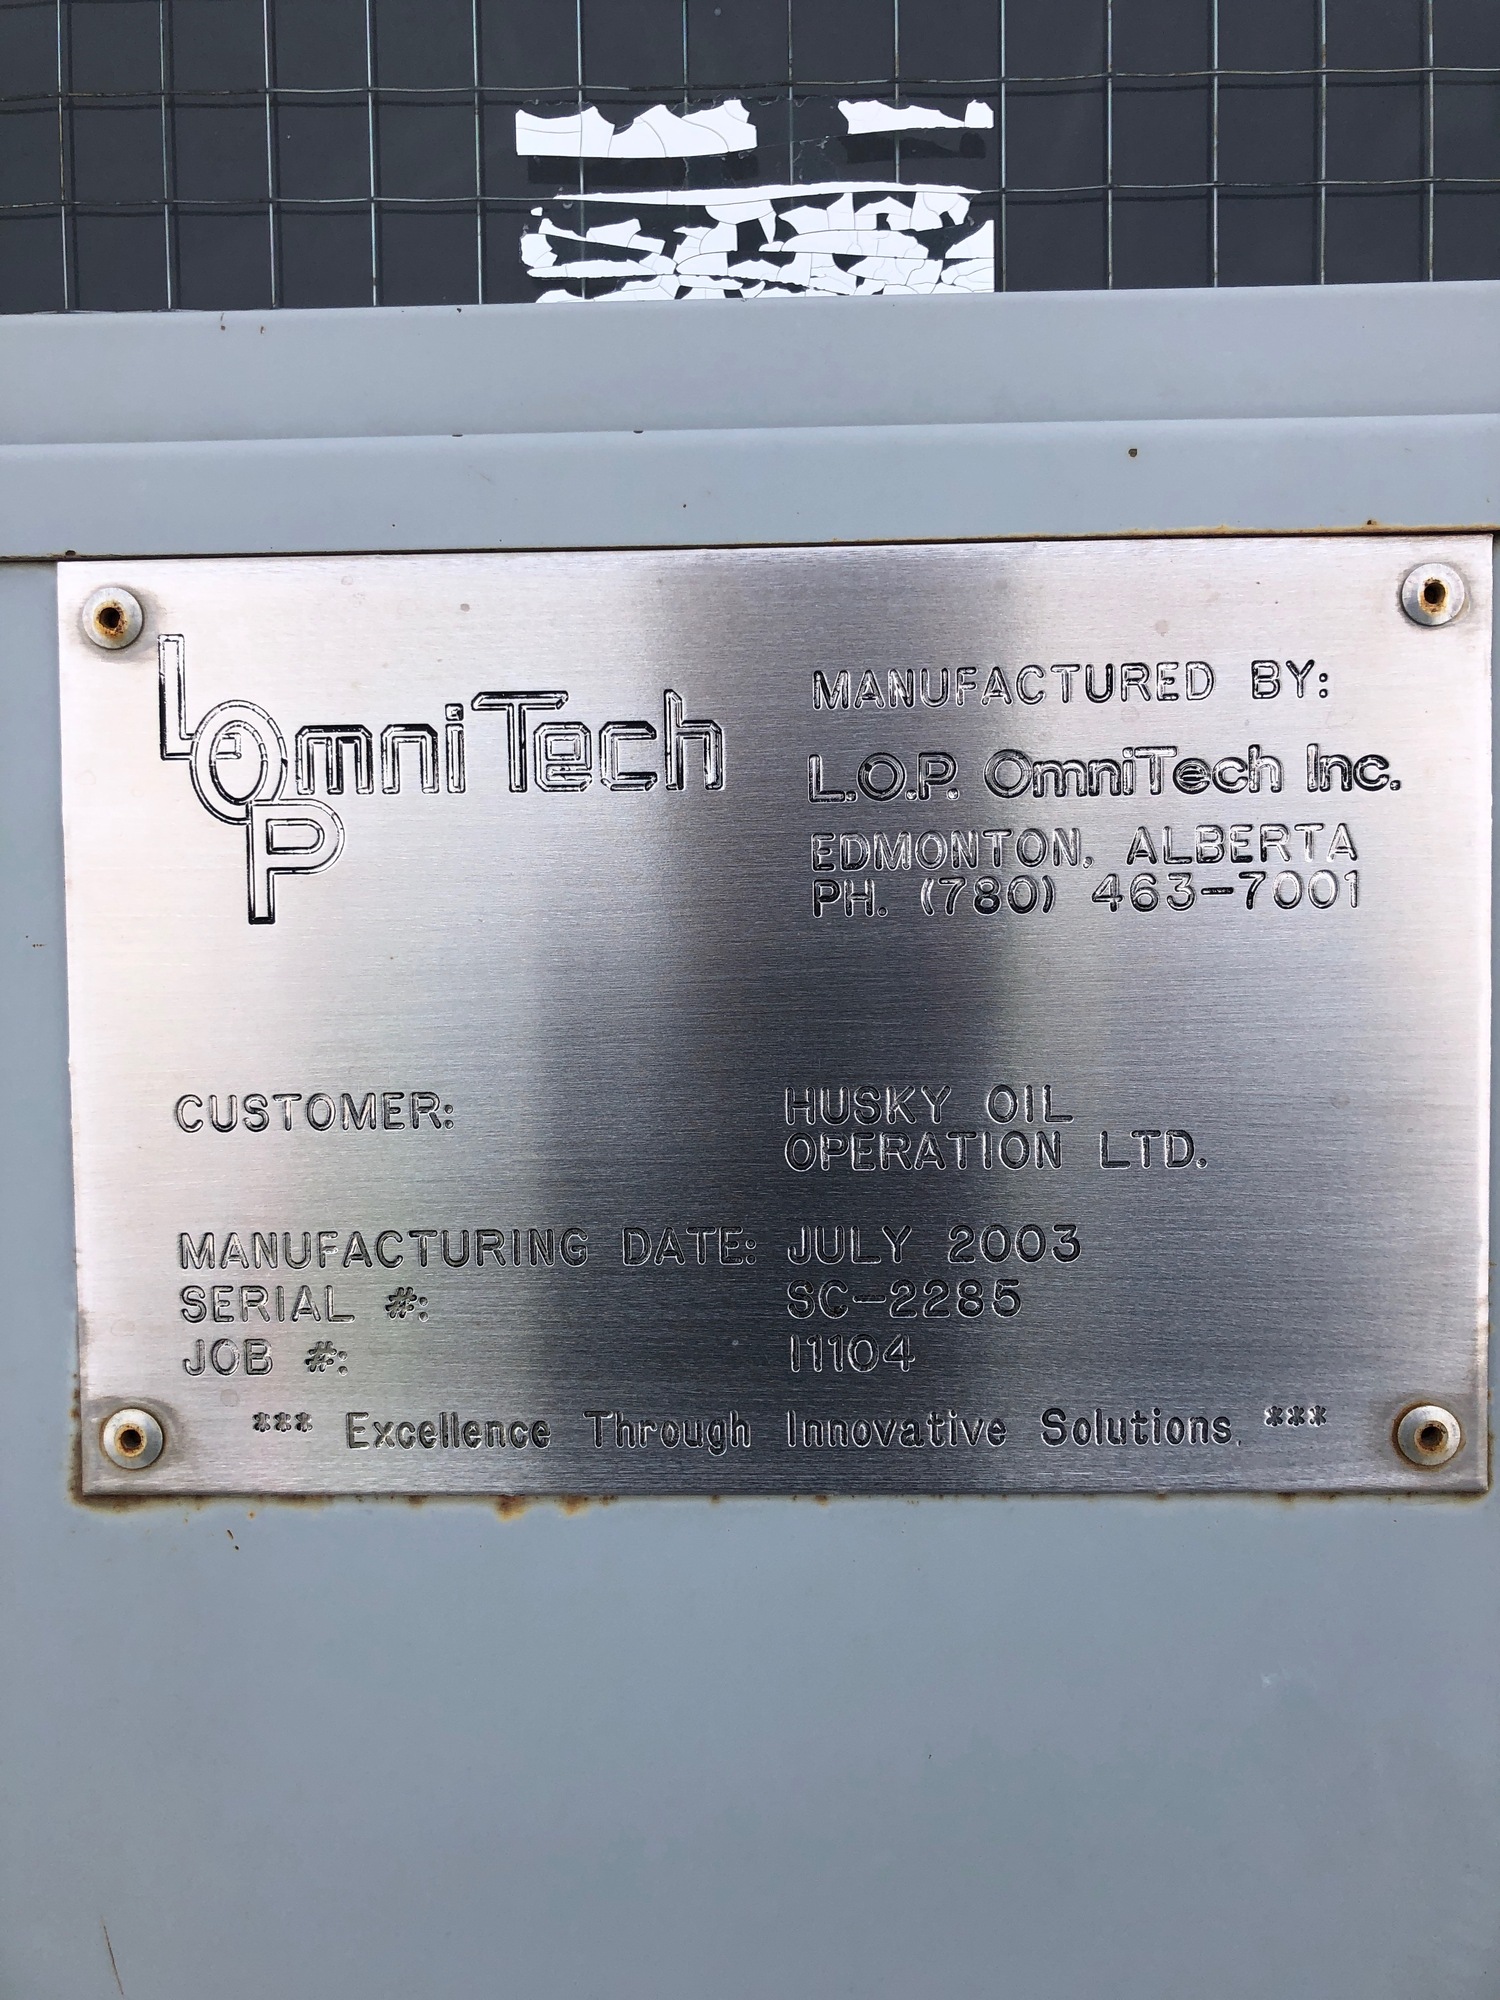 LOP OmniTech
MANUFACTURED BY:
L.O.P. OmniTech Inc.
EDMONTON, ALBERTA
PH. (780) 463-7001
CUSTOMER: HUSKY OIL
OPERATION LTD.
MANUFACTURING DATE: JULY 2003
SERIAL #: SC-2285
JOB #: 11104
*** Excellence Through Innovative Solutions. ***